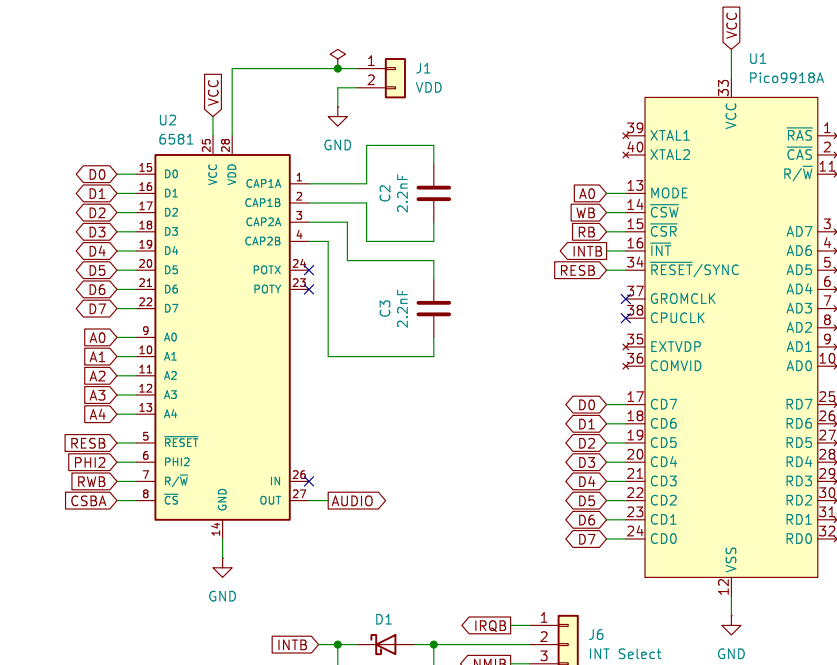 VCC
J1
VDD
1
2
GND
U2
6581
VCC
25
28
VCC
VDD
D0 15 D0
D1 16 D1
D2 17 D2
D3 18 D3
D4 19 D4
D5 20 D5
D6 21 D6
D7 22 D7
A0 9 A0
A1 10 A1
A2 11 A2
A3 12 A3
A4 13 A4
RESB 5 RESET
PHI2 6 PHI2
RWB 7 R/W
CSBA 8 CS
CAP1A 1
CAP1B 2
CAP2A 3
CAP2B 4
POTX 24
POTY 23
IN 26
OUT 27 AUDIO
GND
14
GND
C2
2.2nF
C3
2.2nF
U1
Pico9918A
33
VCC
39 XTAL1
40 XTAL2
A0 13 MODE
WB 14 CSW
RB 15 CSR
INTB 16 INT
RESB 34 RESET/SYNC
37 GROMCLK
38 CPUCLK
35 EXTVDP
36 COMVID
D0 17 CD7
D1 18 CD6
D2 19 CD5
D3 20 CD4
D4 21 CD3
D5 22 CD2
D6 23 CD1
D7 24 CD0
RAS 1
CAS 2
R/W 11
AD7 3
AD6 4
AD5 5
AD4 6
AD3 7
AD2 8
AD1 9
AD0 10
RD7 25
RD6 26
RD5 27
RD4 28
RD3 29
RD2 30
RD1 31
RD0 32
VSS
12
GND
INTB
D1
IRQB 1
2
NMIB 3
J6
INT Select